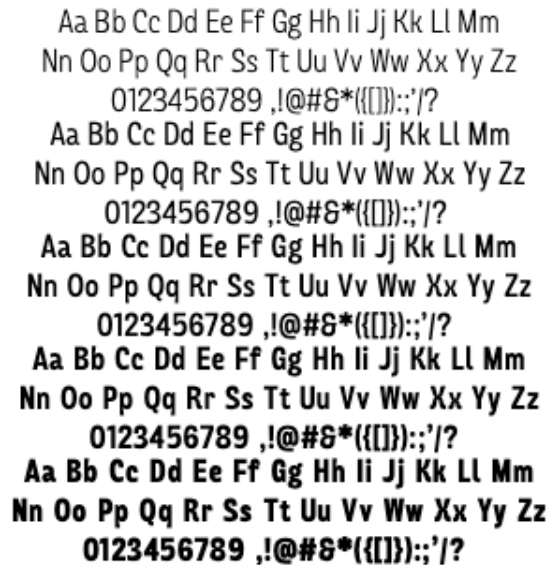 Aa Bb Cc Dd Ee Ff Gg Hh Ii Jj Kk Ll Mm
Nn Oo Pp Qq Rr Ss Tt Uu Vv Ww Xx Yy Zz
0123456789 ,!@#&*({[]}):;'/?
Aa Bb Cc Dd Ee Ff Gg Hh Ii Jj Kk Ll Mm
Nn Oo Pp Qq Rr Ss Tt Uu Vv Ww Xx Yy Zz
0123456789 ,!@#&*({[]}):;'/?
Aa Bb Cc Dd Ee Ff Gg Hh Ii Jj Kk Ll Mm
Nn Oo Pp Qq Rr Ss Tt Uu Vv Ww Xx Yy Zz
0123456789 ,!@#&*({[]}):;'/?
Aa Bb Cc Dd Ee Ff Gg Hh Ii Jj Kk Ll Mm
Nn Oo Pp Qq Rr Ss Tt Uu Vv Ww Xx Yy Zz
0123456789 ,!@#&*({[]}):;'/?
Aa Bb Cc Dd Ee Ff Gg Hh Ii Jj Kk Ll Mm
Nn Oo Pp Qq Rr Ss Tt Uu Vv Ww Xx Yy Zz
0123456789 ,!@#&*({[]}):;'/?